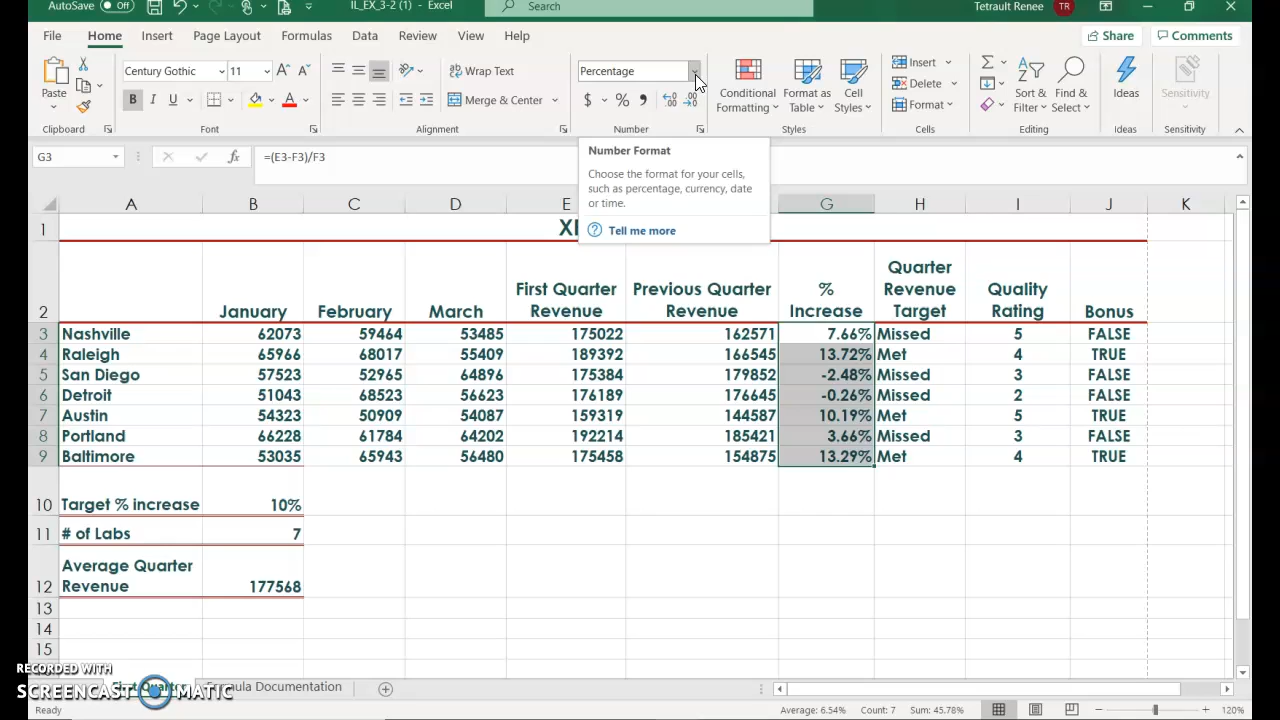 AutoSave Off IL_EX_3-2 (1) - Excel Search Tetrault Renee TR
File Home Insert Page Layout Formulas Data Review View Help Share Comments
Paste Century Gothic 11 Wrap Text Percentage Conditional Formatting Format as Table Cell Styles Insert Sort & Filter Find & Select Ideas Sensitivity
B I U A Merge & Center $ % Delete
Format
Clipboard Font Alignment Number Styles Cells Editing Ideas Sensitivity
G3 fx =(E3-F3)/F3
Number Format
Choose the format for your cells,
such as percentage, currency, date
or time.
Tell me more
A B C D E G H I J K
1
2 January February March First Quarter Revenue Previous Quarter Revenue % Increase Quarter Revenue Target Quality Rating Bonus
3 Nashville 62073 59464 53485 175022 162571 7.66% Missed 5 FALSE
4 Raleigh 65966 68017 55409 189392 166545 13.72% Met 4 TRUE
5 San Diego 57523 52965 64896 175384 179852 -2.48% Missed 3 FALSE
6 Detroit 51043 68523 56623 176189 176645 -0.26% Missed 2 FALSE
7 Austin 54323 50909 54087 159319 144587 10.19% Met 5 TRUE
8 Portland 66228 61784 64202 192214 185421 3.66% Missed 3 FALSE
9 Baltimore 53035 65943 56480 175458 154875 13.29% Met 4 TRUE
10 Target % increase 10%
11 # of Labs 7
12 Average Quarter Revenue 177568
13
14
15
RECORDED WITH
SCREENCAST MATIC
Formula Documentation
Ready Average: 6.54% Count: 7 Sum: 45.78% 120%